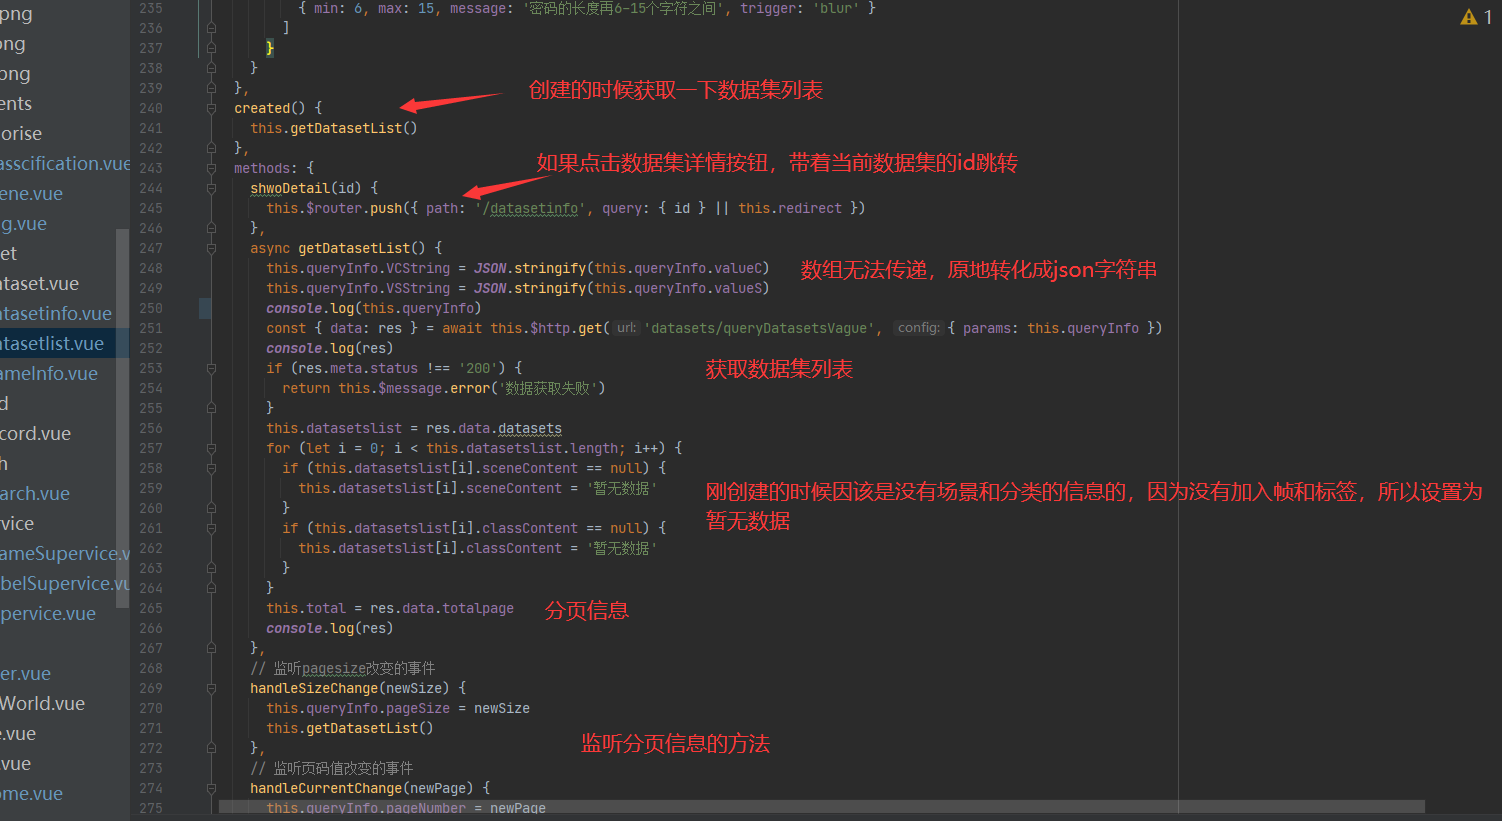 png
ong
png
ents
orise
asscification.vue
ene.vue
g.vue
et
ataset.vue
atasetinfo.vue
atasetlist.vue
ameInfo.vue
d
cord.vue
h
arch.vue
rvice
ameSupervice.v
belSupervice.vu
pervice.vue
er.vue
World.vue
e.vue
.vue
ome.vue
1
235 { min: 6, max: 15, message: '密码的长度再6-15个字符之间', trigger: 'blur' }
236 ]
237 }
238 }
239 },
创建的时候获取一下数据集列表
240 created() {
241 this.getDatasetList()
242 },
如果点击数据集详情按钮，带着当前数据集的id跳转
243 methods: {
244 shwoDetail(id) {
245 this.$router.push({ path: '/datasetinfo', query: { id } || this.redirect })
246 },
247 async getDatasetList() {
248 this.queryInfo.VCString = JSON.stringify(this.queryInfo.valueC)
数组无法传递，原地转化成json字符串
249 this.queryInfo.VSString = JSON.stringify(this.queryInfo.valueS)
250 console.log(this.queryInfo)
251 const { data: res } = await this.$http.get( url: 'datasets/queryDatasetsVague', config: { params: this.queryInfo })
252 console.log(res)
253 if (res.meta.status !== '200') {
获取数据集列表
254 return this.$message.error('数据获取失败')
255 }
256 this.datasetslist = res.data.datasets
257 for (let i = 0; i < this.datasetslist.length; i++) {
258 if (this.datasetslist[i].sceneContent == null) {
259 this.datasetslist[i].sceneContent = '暂无数据'
刚创建的时候因该是没有场景和分类的信息的，因为没有加入帧和标签，所以设置为
暂无数据
260 }
261 if (this.datasetslist[i].classContent == null) {
262 this.datasetslist[i].classContent = '暂无数据'
263 }
264 }
265 this.total = res.data.totalpage
分页信息
266 console.log(res)
267 },
268 // 监听pagesize改变的事件
269 handleSizeChange(newSize) {
270 this.queryInfo.pageSize = newSize
271 this.getDatasetList()
272 },
监听分页信息的方法
273 // 监听页码值改变的事件
274 handleCurrentChange(newPage) {
275 this.queryInfo.pageNumber = newPage